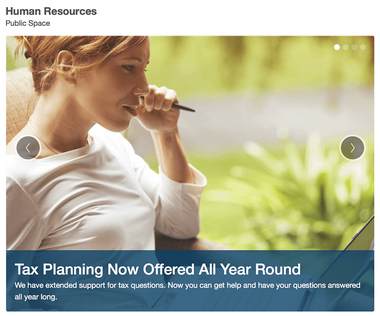 Human Resources
Public Space
Tax Planning Now Offered All Year Round
We have extended support for tax questions. Now you can get help and have your questions answered
all year long.